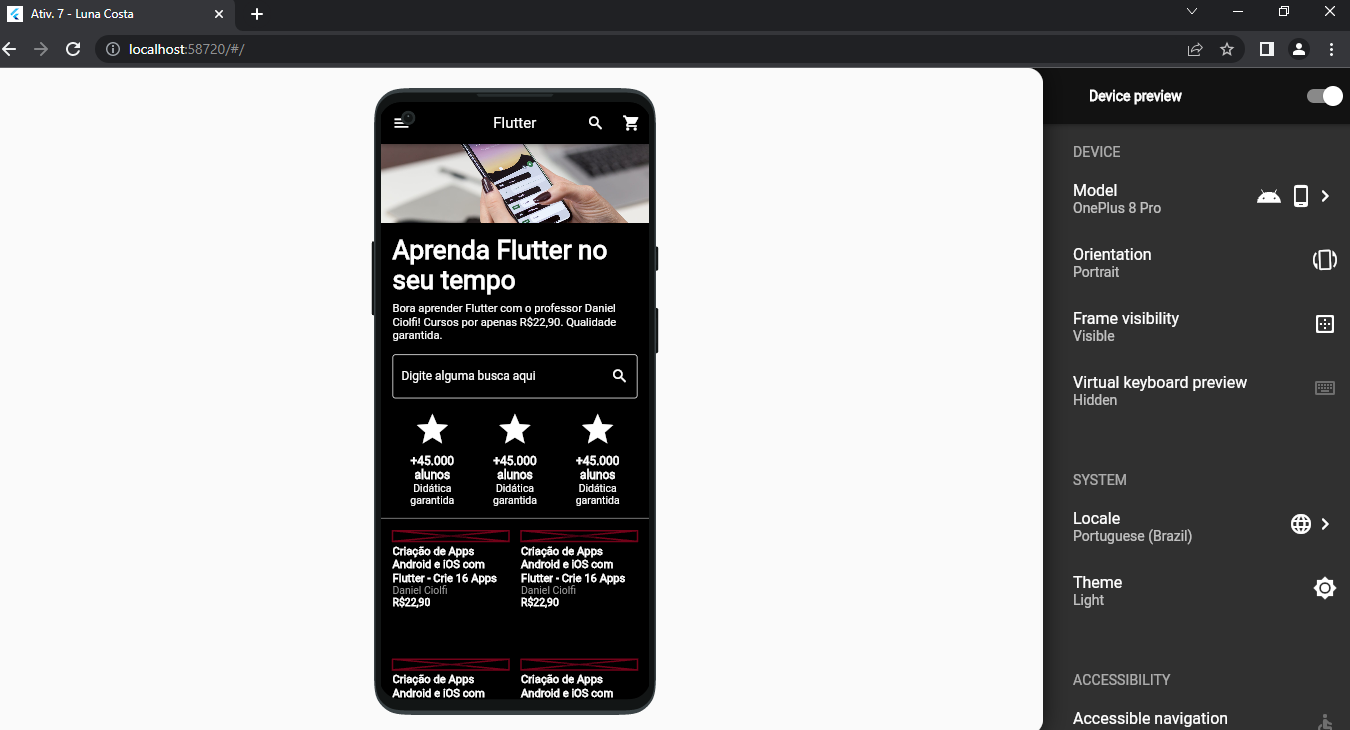 Ativ. 7 - Luna Costa
localhost:58720/#/
Flutter
Aprenda Flutter no
seu tempo
Bora aprender Flutter com o professor Daniel
Ciolfi! Cursos por apenas R$22,90. Qualidade
garantida.
Digite alguma busca aqui
+45.000
alunos
Didática
garantida
+45.000
alunos
Didática
garantida
+45.000
alunos
Didática
garantida
Criação de Apps
Android e iOS com
Flutter - Crie 16 Apps
Daniel Ciolfi
R$22,90
Criação de Apps
Android e iOS com
Flutter - Crie 16 Apps
Daniel Ciolfi
R$22,90
Criação de Apps
Android e iOS com
Criação de Apps
Android e iOS com
Device preview
DEVICE
Model
OnePlus 8 Pro
Orientation
Portrait
Frame visibility
Visible
Virtual keyboard preview
Hidden
SYSTEM
Locale
Portuguese (Brazil)
Theme
Light
ACCESSIBILITY
Accessible navigation